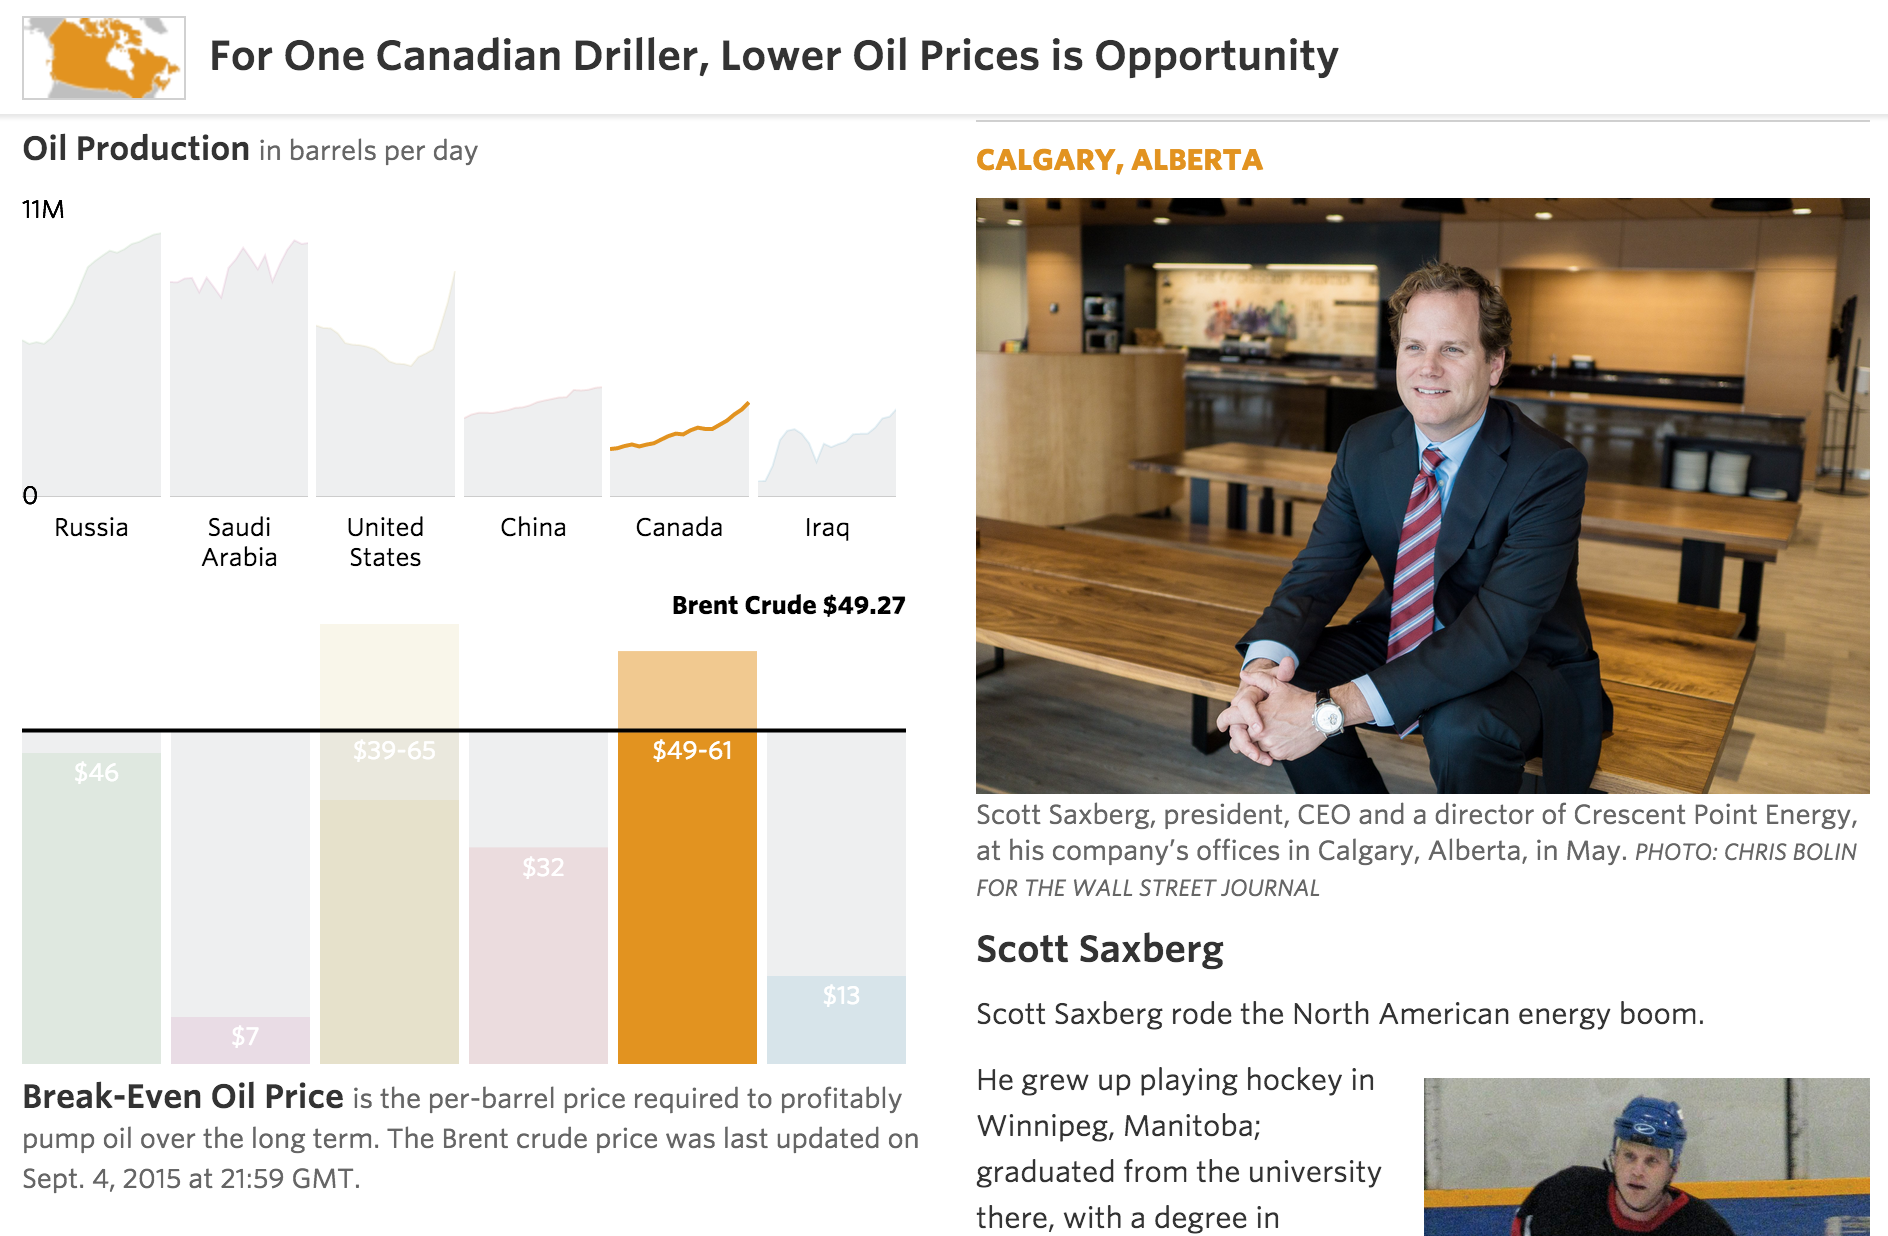 For One Canadian Driller, Lower Oil Prices is Opportunity
Oil Production in barrels per day
11M
0
Russia
Saudi
Arabia
United
States
China
Canada
Iraq
Brent Crude $49.27
$46
$7
$39-65
$32
$49-61
$13
Break-Even Oil Price is the per-barrel price required to profitably
pump oil over the long term. The Brent crude price was last updated on
Sept. 4, 2015 at 21:59 GMT.
CALGARY, ALBERTA
Scott Saxberg, president, CEO and a director of Crescent Point Energy,
at his company’s offices in Calgary, Alberta, in May. PHOTO: CHRIS BOLIN
FOR THE WALL STREET JOURNAL
Scott Saxberg
Scott Saxberg rode the North American energy boom.
He grew up playing hockey in
Winnipeg, Manitoba;
graduated from the university
there, with a degree in